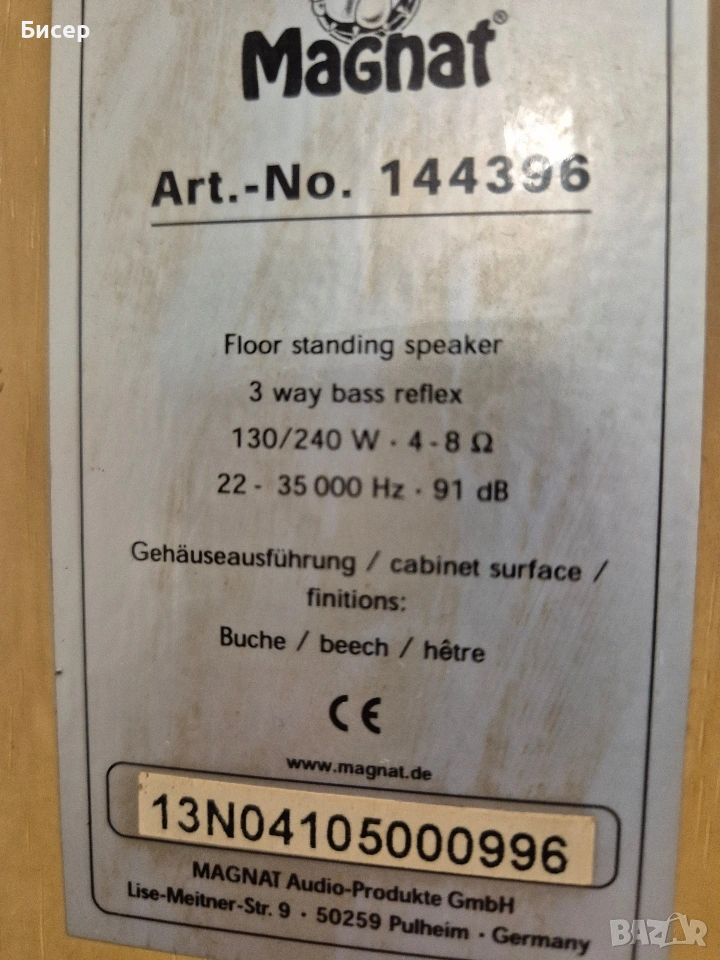 Бисер
Magnat®
Art.-No. 144396
Floor standing speaker
3 way bass reflex
130/240 W · 4-8 Ω
22 - 35 000 Hz · 91 dB
Gehäuseausführung / cabinet surface /
finitions:
Buche / beech / hêtre
CE
www.magnat.de
13N04105000996
MAGNAT Audio-Produkte GmbH
Lise-Meitner-Str. 9 · 50259 Pulheim · Germany
BAZAR